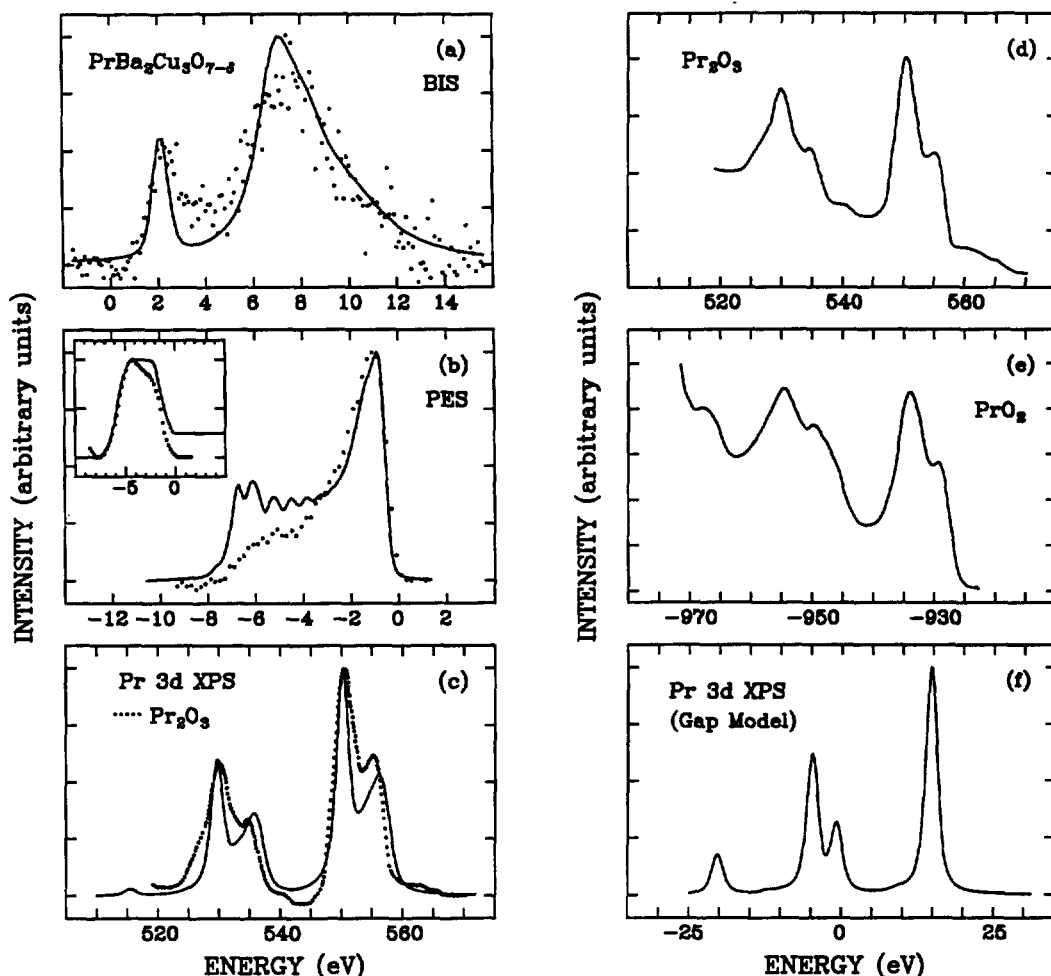 (a)
PrBa₂Cu₃O₇₋δ
BIS
0 2 4 6 8 10 12 14
(b)
PES
-5 0
-12 -10 -8 -6 -4 -2 0 2
(c)
Pr 3d XPS
Pr₂O₃
520 540 560
ENERGY (eV)
INTENSITY (arbitrary units)
(d)
Pr₂O₃
520 540 560
(e)
PrO₂
-970 -950 -930
(f)
Pr 3d XPS
(Gap Model)
-25 0 25
ENERGY (eV)
INTENSITY (arbitrary units)